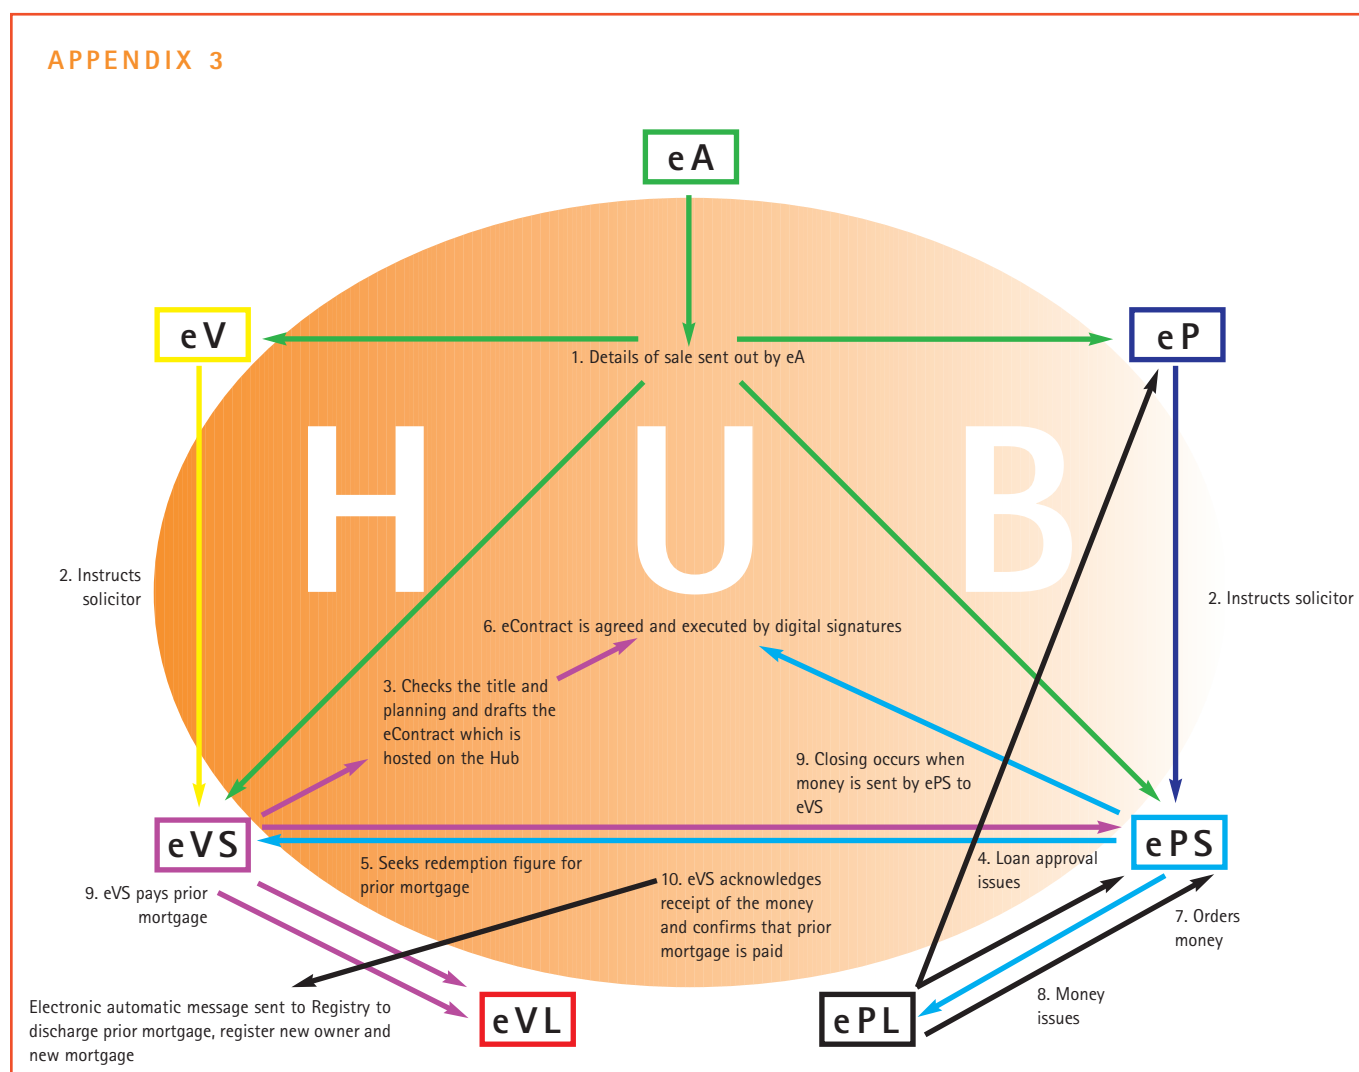 APPENDIX 3
eA
eV
eP
1. Details of sale sent out by eA
HUB
2. Instructs
solicitor
2. Instructs solicitor
6. eContract is agreed and executed by digital signatures
3. Checks the title and
planning and drafts the
eContract which is
hosted on the Hub
9. Closing occurs when
money is sent by ePS to
eVS
eVS
ePS
5. Seeks redemption figure for
prior mortgage
4. Loan approval
issues
9. eVS pays prior
mortgage
10. eVS acknowledges
receipt of the money
and confirms that prior
mortgage is paid
7. Orders
money
8. Money
issues
Electronic automatic message sent to Registry to
discharge prior mortgage, register new owner and
new mortgage
eVL
ePL